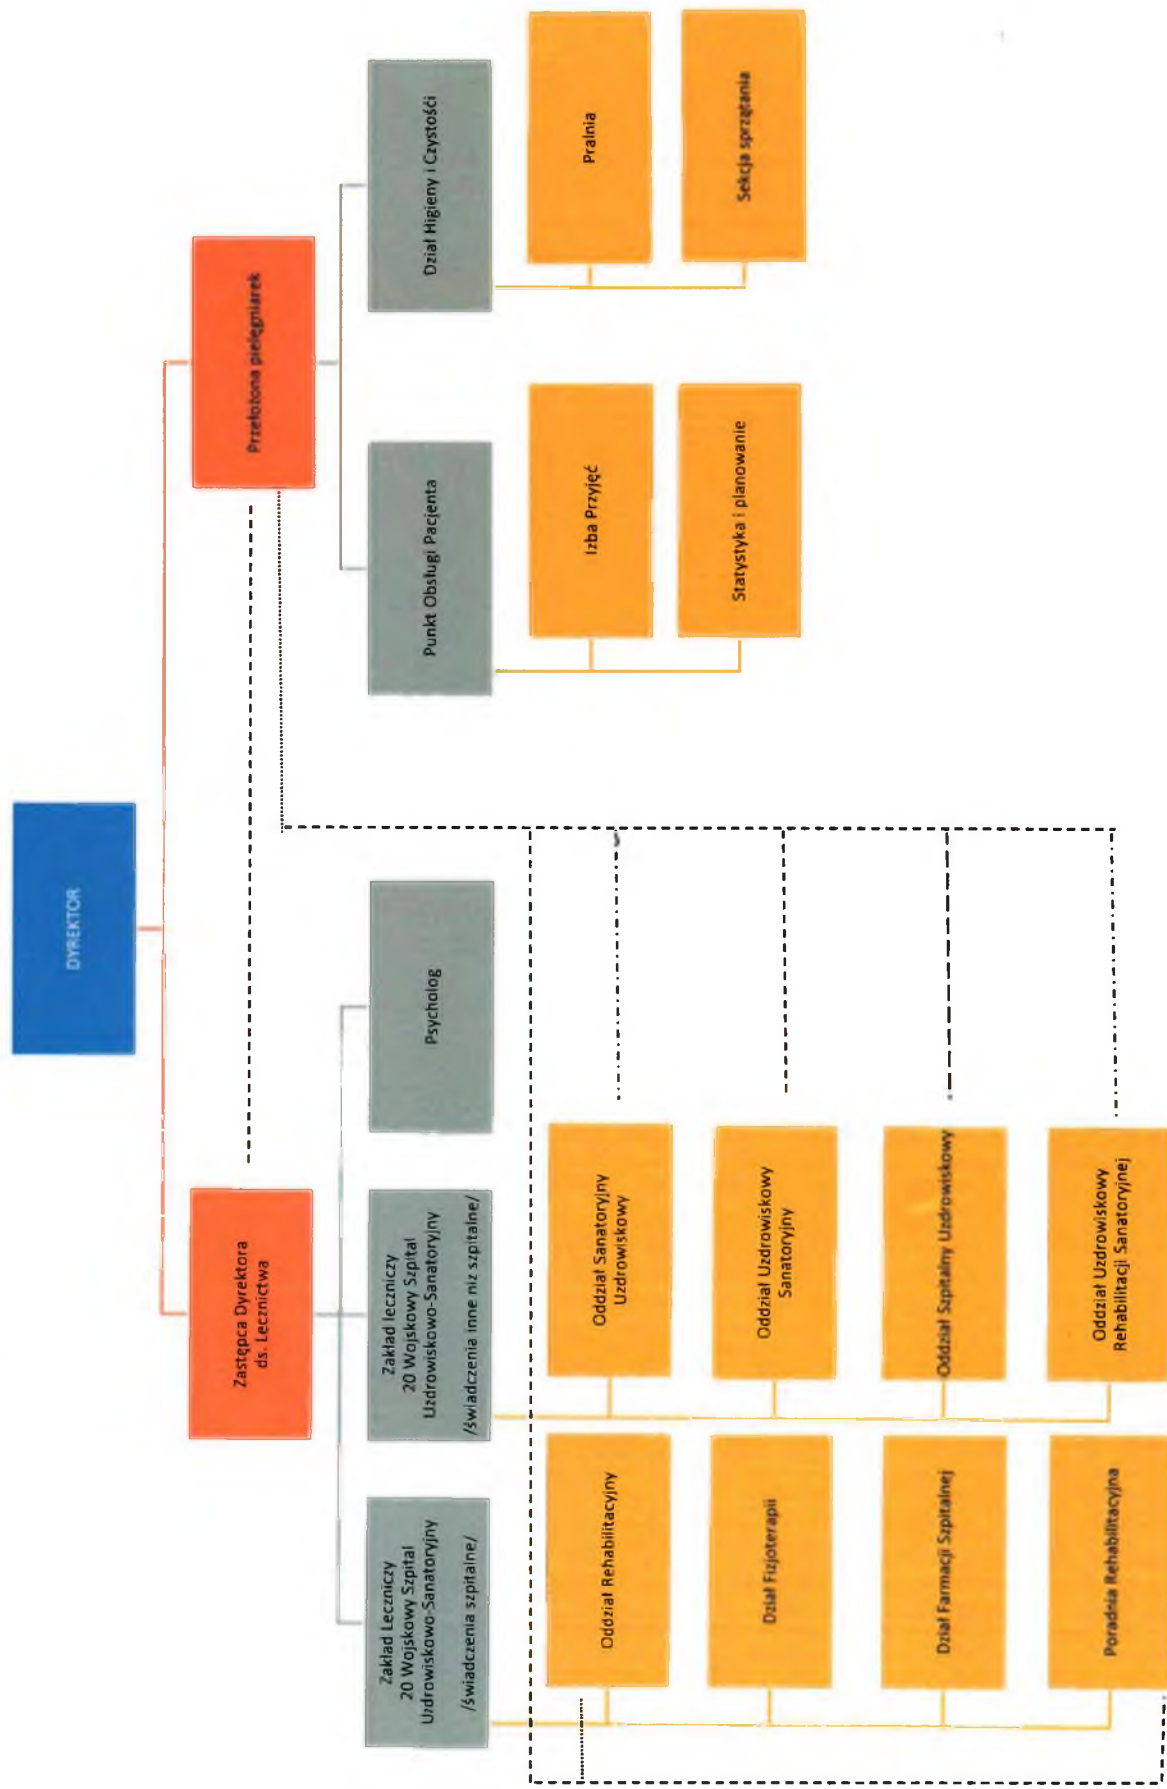 DYREKTOR
Zastępca Dyrektora
ds. Lecznictwa
Przełożona pielęgniarek
Zakład Leczniczy
20 Wojskowy Szpital
Uzdrowiskowo-Sanatoryjny
/świadczenia szpitalne/
Zakład leczniczy
20 Wojskowy Szpital
Uzdrowiskowo-Sanatoryjny
/świadczenia inne niz szpitalne/
Psycholog
Punkt Obsługi Pacjenta
Dział Higieny i Czystośći
Oddział Rehabilitacyjny
Dział Fizjoterapii
Dział Farmacji Szpitalnej
Poradnia Rehabilitacyjna
Oddział Sanatoryjny
Uzdrowiskowy
Oddział Uzdrowiskowy
Sanatoryjny
Oddział Szpitalny Uzdrowiskowy
Oddział Uzdrowiskowy
Rehabilitacji Sanatoryjnej
Izba Przyjęć
Statystyka i planowanie
Pralnia
Sekcja sprzątania